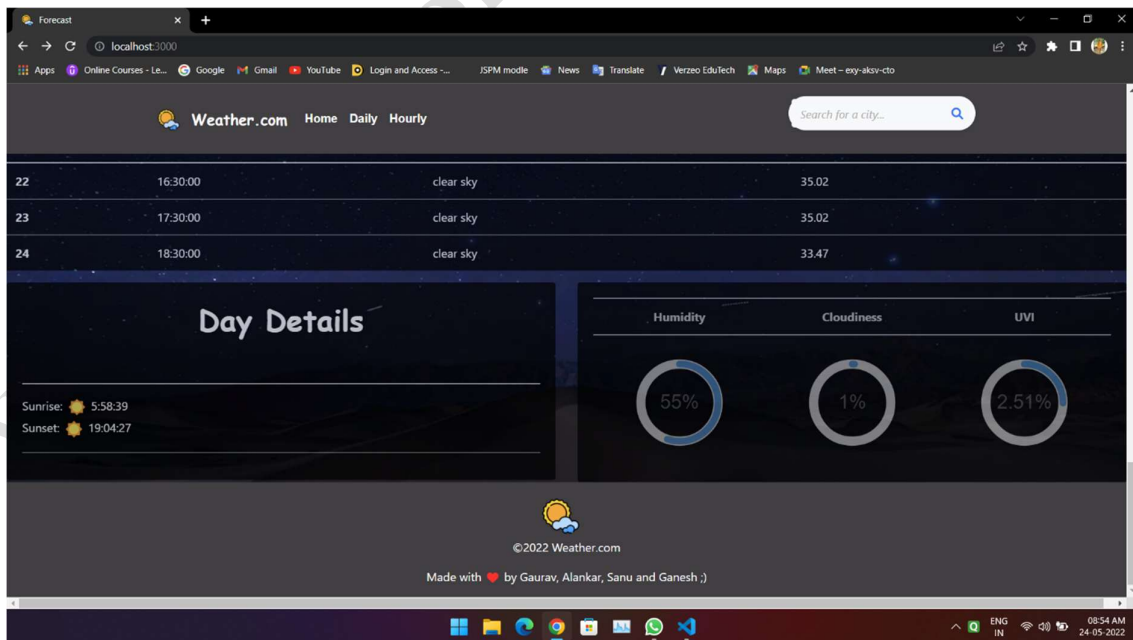 Forecast
localhost:3000
Apps Online Courses - Le... Google Gmail YouTube Login and Access -... JSPM modle News Translate Verzeo EduTech Maps Meet – exy-aksv-cto
Weather.com Home Daily Hourly Search for a city...
22 16:30:00 clear sky 35.02
23 17:30:00 clear sky 35.02
24 18:30:00 clear sky 33.47
Day Details
Sunrise: 5:58:39
Sunset: 19:04:27
Humidity Cloudiness UVI
55% 1% 2.51%
©2022 Weather.com
Made with ❤ by Gaurav, Alankar, Sanu and Ganesh ;)
ENG 08:54 AM
IN 24-05-2022